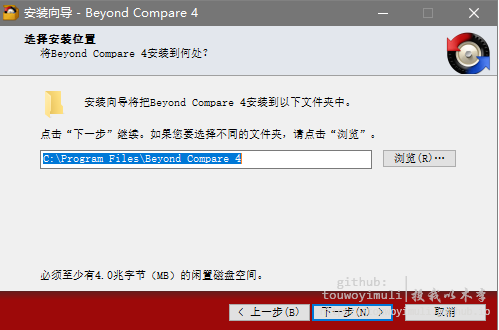 安装向导 - Beyond Compare 4
选择安装位置
将Beyond Compare 4安装到何处?
安装向导将把Beyond Compare 4安装到以下文件夹中。
点击“下一步”继续。如果您要选择不同的文件夹，请点击“浏览”。
C:\Program Files\Beyond Compare 4
浏览(R)…
必须至少有4.0兆字节（MB）的闲置磁盘空间。
github:
touwoyimuli|投我以木李
< 上一步(B)
下一步(N) >
取消